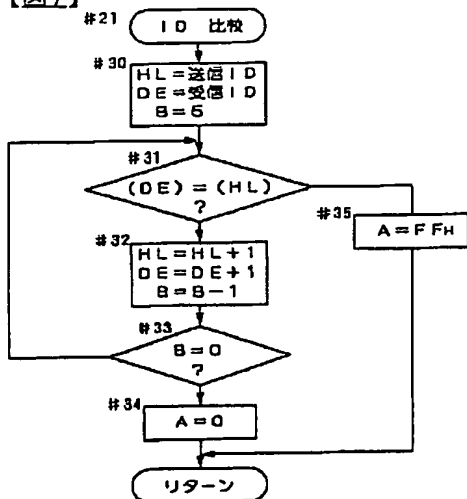 【図7】
#21
ID 比較
#30
HL=送信ID
DE=受信ID
B=5
#31
(DE)=(HL)
?
#35
A=FFH
#32
HL=HL+1
DE=DE+1
B=B-1
#33
B=0
?
#34
A=0
リターン